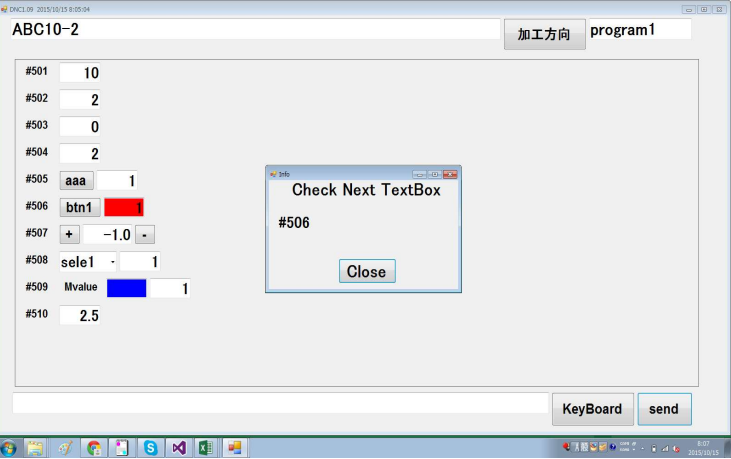 DNC1.09 2015/10/15 8:05:04
ABC10-2
加工方向
program1
#501 10
#502 2
#503 0
#504 2
#505 aaa 1
#506 btn1 1
#507 + -1.0 -
#508 sele1 1
#509 Mvalue 1
#510 2.5
Info
Check Next TextBox
#506
Close
KeyBoard
send
8:07
2015/10/15